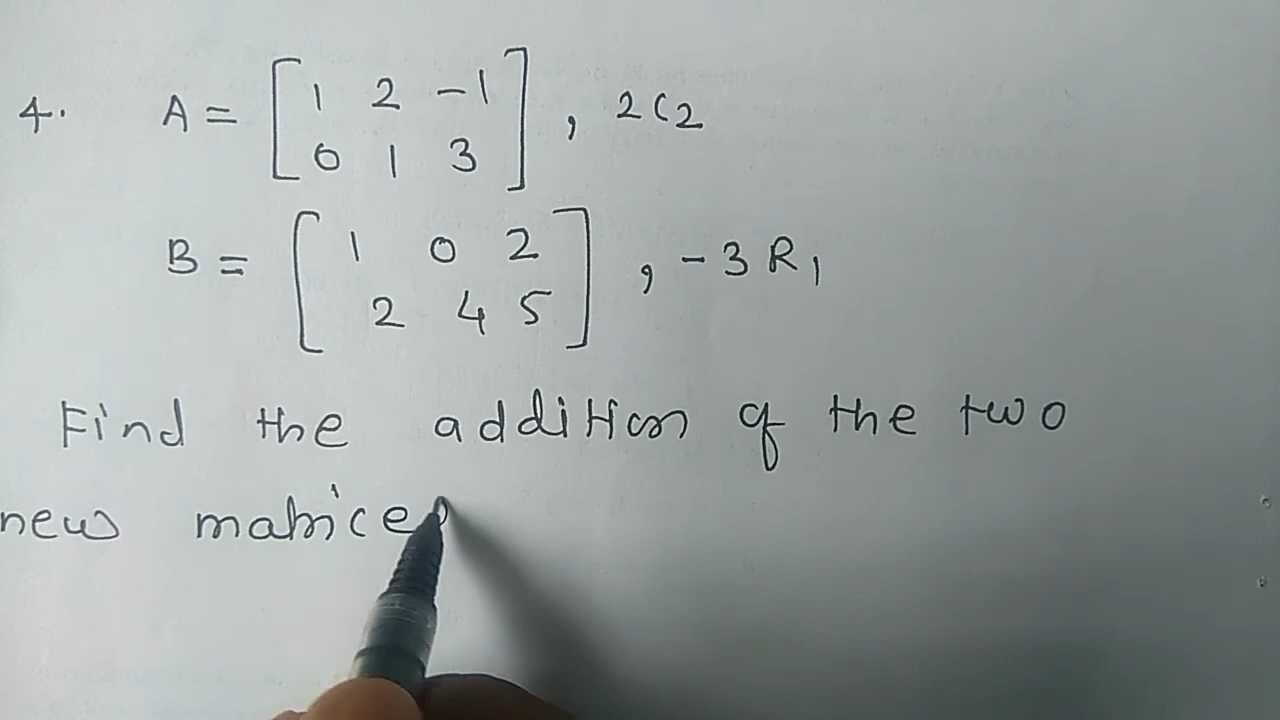 4. A = [ 1 2 -1 ] , 2C2
[ 0 1 3 ]
B = [ 1 0 2 ] , -3R1
[ 2 4 5 ]
Find the addition of the two
new matrices